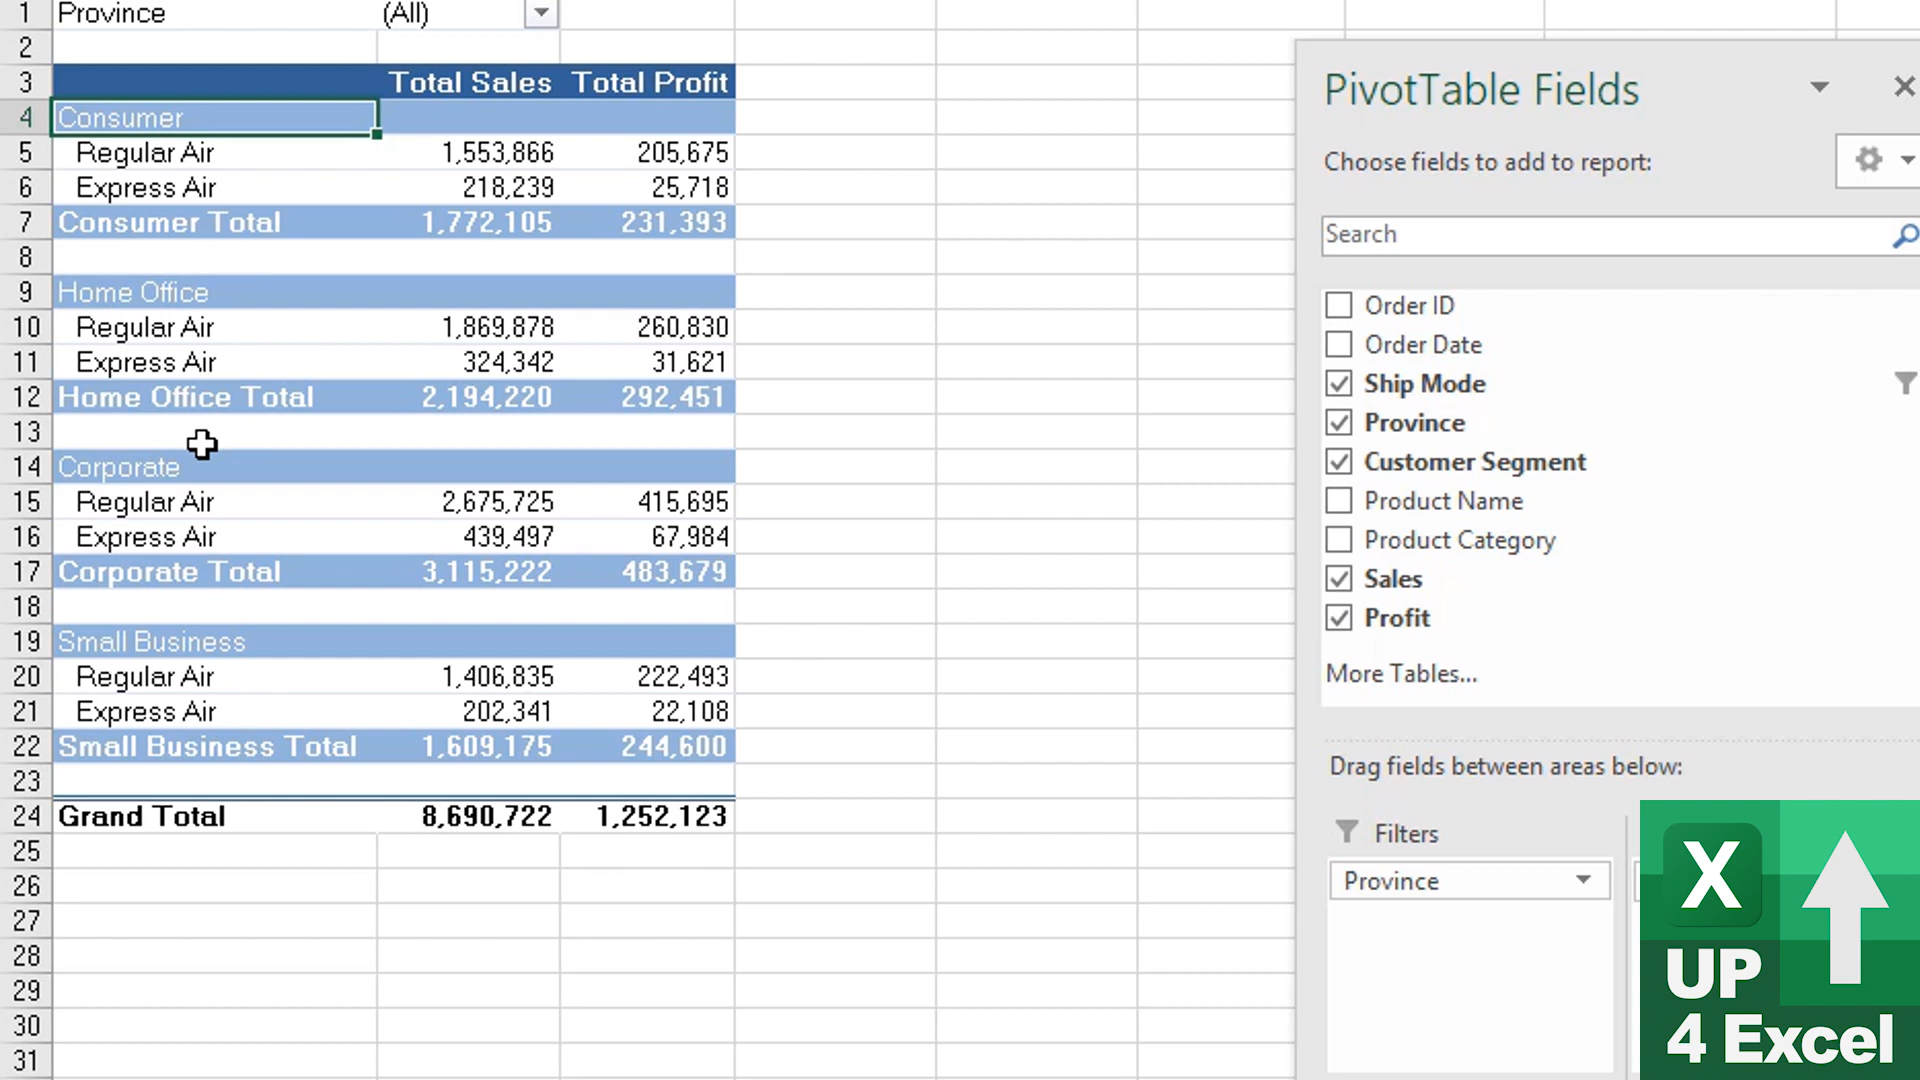 1 Province (All)
2
3 Total Sales Total Profit
4 Consumer
5 Regular Air 1,553,866 205,675
6 Express Air 218,239 25,718
7 Consumer Total 1,772,105 231,393
8
9 Home Office
10 Regular Air 1,869,878 260,830
11 Express Air 324,342 31,621
12 Home Office Total 2,194,220 292,451
13
14 Corporate
15 Regular Air 2,675,725 415,695
16 Express Air 439,497 67,984
17 Corporate Total 3,115,222 483,679
18
19 Small Business
20 Regular Air 1,406,835 222,493
21 Express Air 202,341 22,108
22 Small Business Total 1,609,175 244,600
23
24 Grand Total 8,690,722 1,252,123
25
26
27
28
29
30
31
PivotTable Fields
Choose fields to add to report:
Search
Order ID
Order Date
Ship Mode
Province
Customer Segment
Product Name
Product Category
Sales
Profit
More Tables...
Drag fields between areas below:
Filters
Province
X
UP
4 Excel